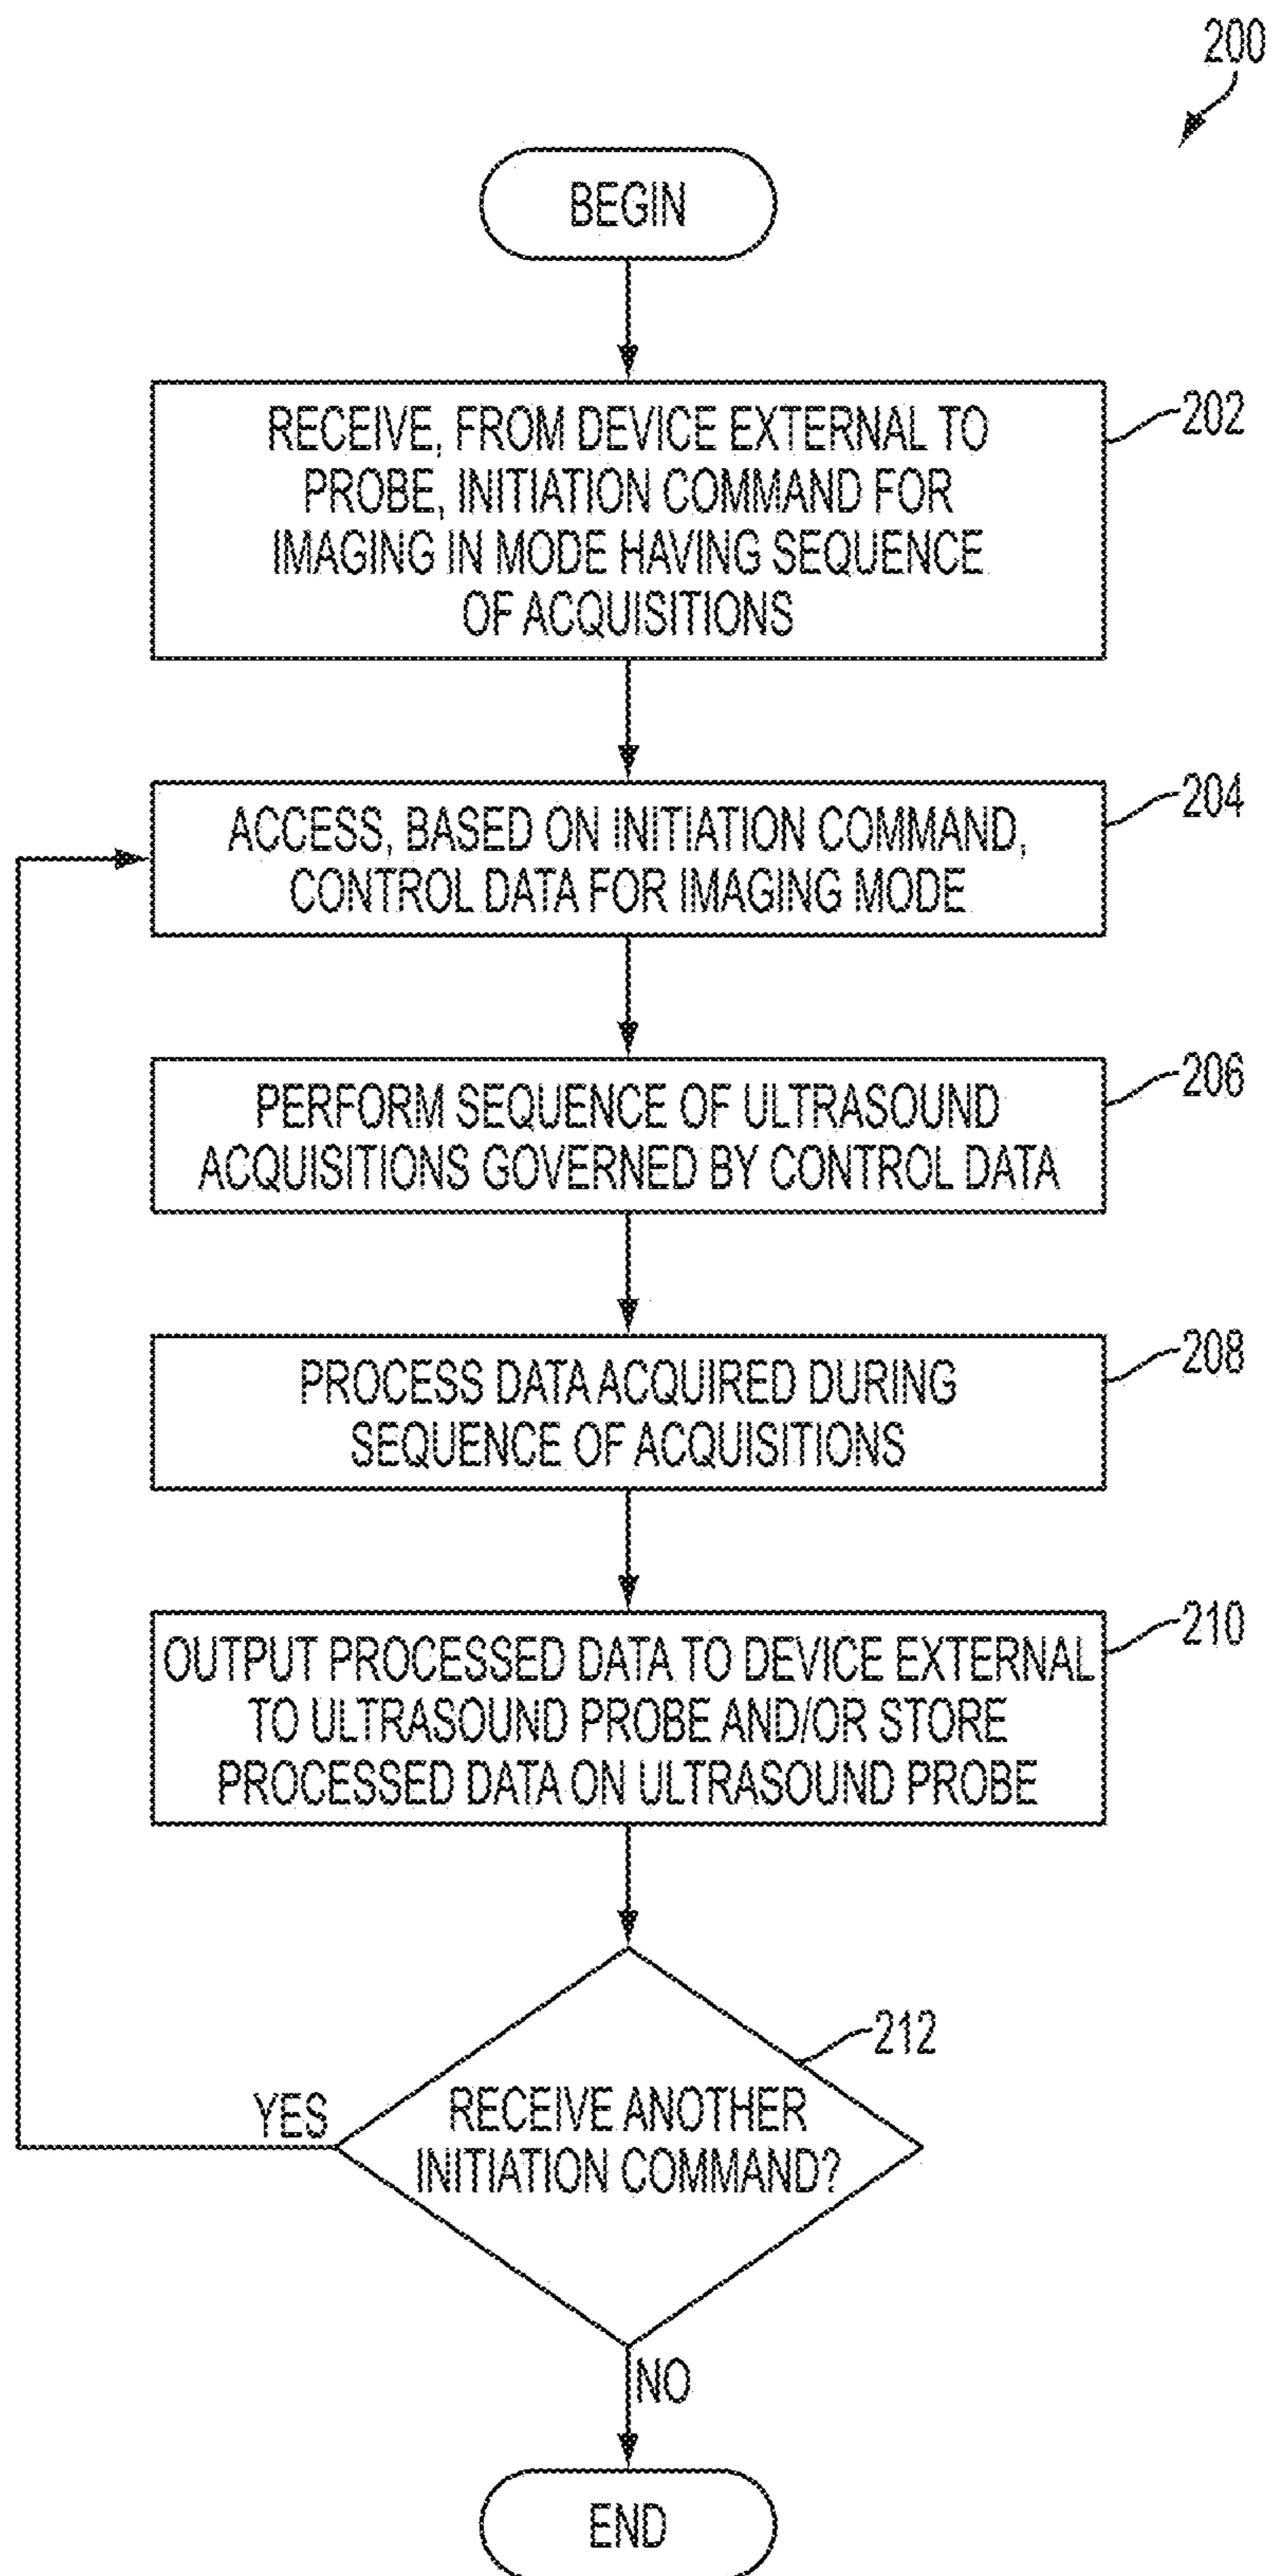 200
BEGIN
RECEIVE, FROM DEVICE EXTERNAL TO
PROBE, INITIATION COMMAND FOR
IMAGING IN MODE HAVING SEQUENCE
OF ACQUISITIONS
202
ACCESS, BASED ON INITIATION COMMAND,
CONTROL DATA FOR IMAGING MODE
204
PERFORM SEQUENCE OF ULTRASOUND
ACQUISITIONS GOVERNED BY CONTROL DATA
206
PROCESS DATA ACQUIRED DURING
SEQUENCE OF ACQUISITIONS
208
OUTPUT PROCESSED DATA TO DEVICE EXTERNAL
TO ULTRASOUND PROBE AND/OR STORE
PROCESSED DATA ON ULTRASOUND PROBE
210
212
YES
RECEIVE ANOTHER
INITIATION COMMAND?
NO
END